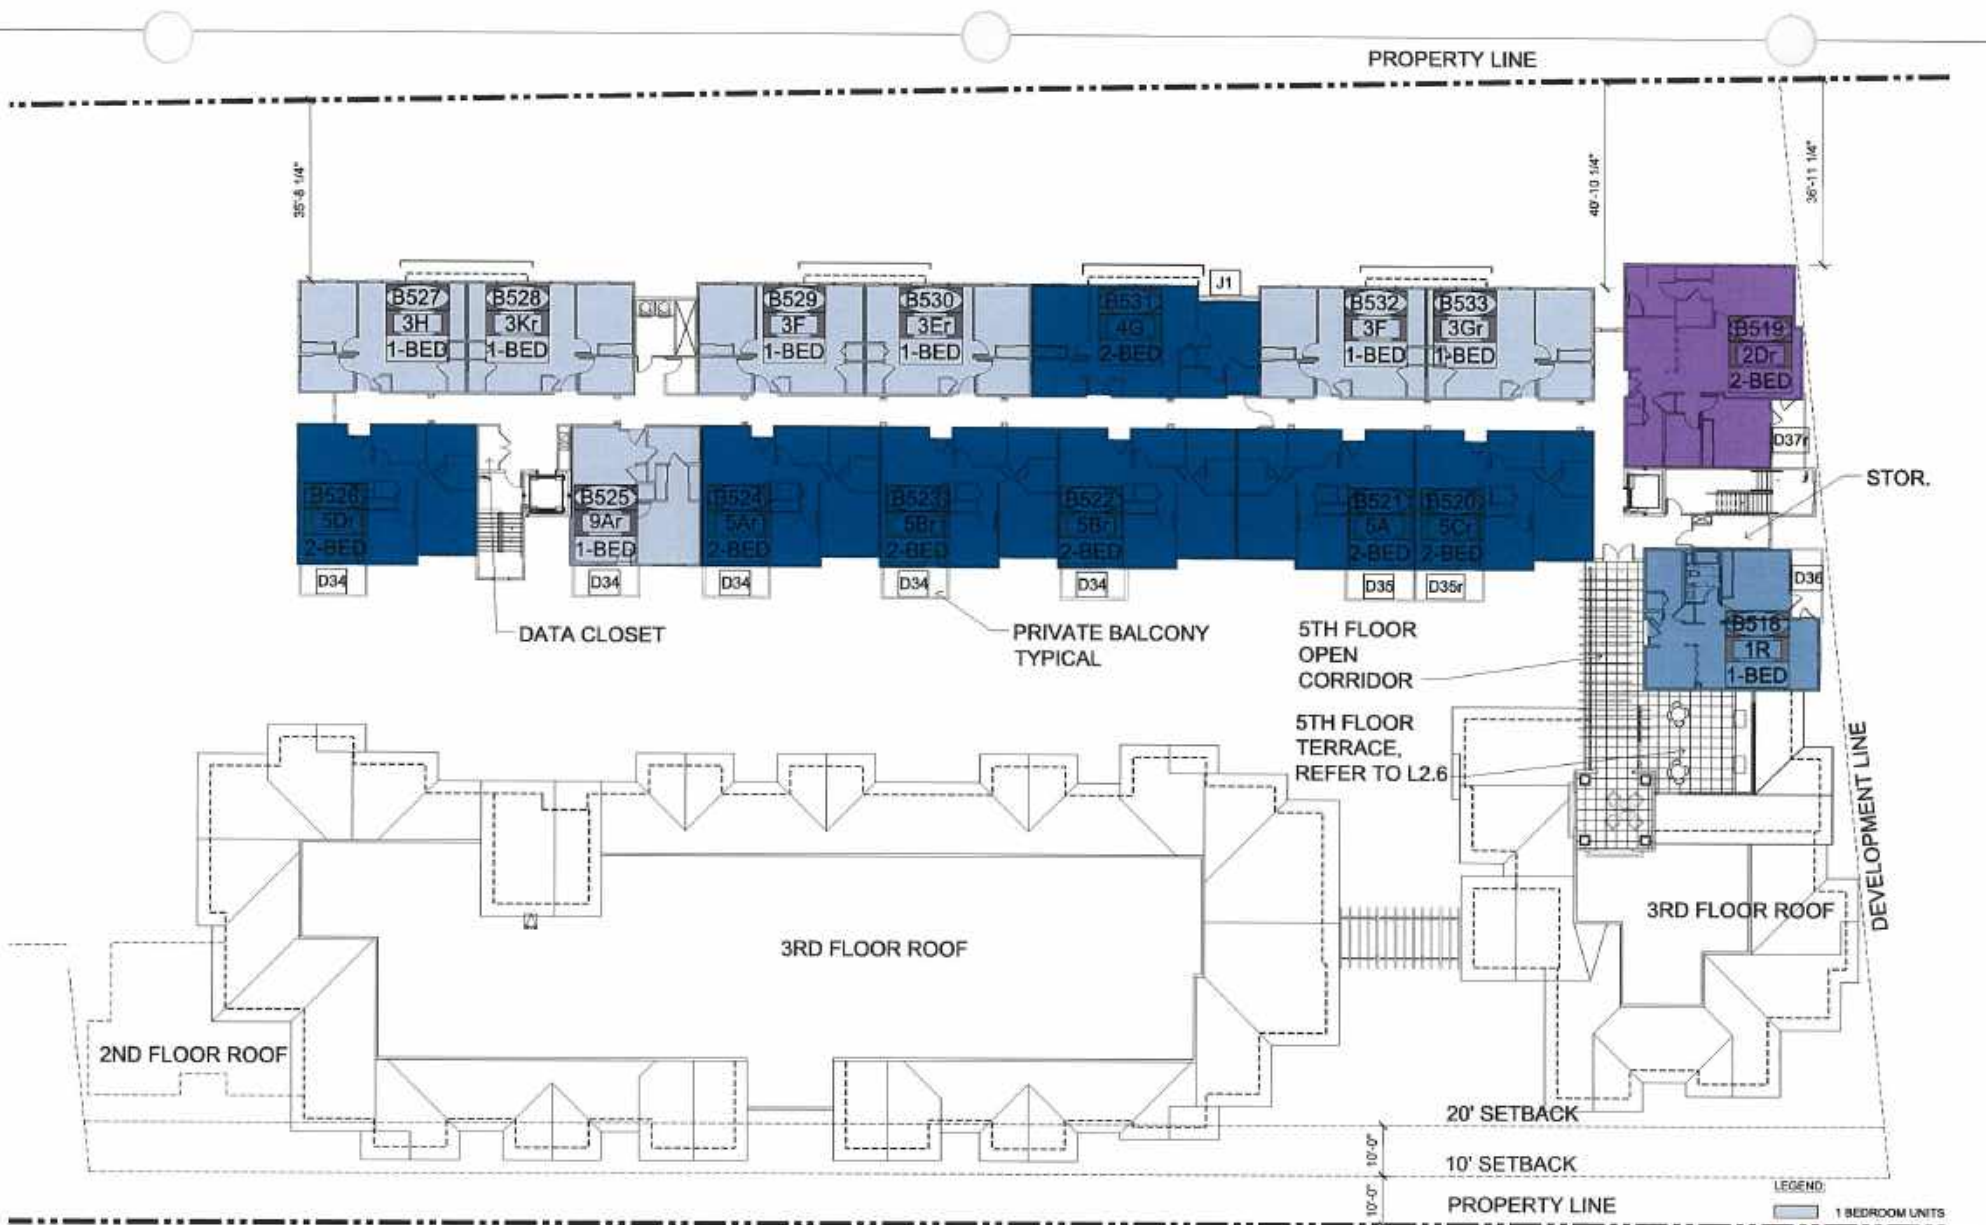 PROPERTY LINE
35'-8 1/4"
40'-10 1/4"
36'-11 1/4"
J1
B527
3H
1-BED
B528
3Kr
1-BED
B529
3F
1-BED
B530
3Er
1-BED
B531
4G
2-BED
B532
3F
1-BED
B533
3Gr
1-BED
B519
2Dr
2-BED
D37r
STOR.
B526
5Dr
2-BED
D34
B525
9Ar
1-BED
D34
B524
5Ar
2-BED
D34
B523
5Br
2-BED
D34
B522
5Br
2-BED
D34
B521
5A
2-BED
D35
B520
5Cr
2-BED
D35r
D36
B518
1R
1-BED
DATA CLOSET
PRIVATE BALCONY
TYPICAL
5TH FLOOR
OPEN
CORRIDOR
5TH FLOOR
TERRACE,
REFER TO L2.6
DEVELOPMENT LINE
3RD FLOOR ROOF
3RD FLOOR ROOF
2ND FLOOR ROOF
20' SETBACK
10'-0"
10' SETBACK
10'-0"
PROPERTY LINE
LEGEND:
1 BEDROOM UNITS